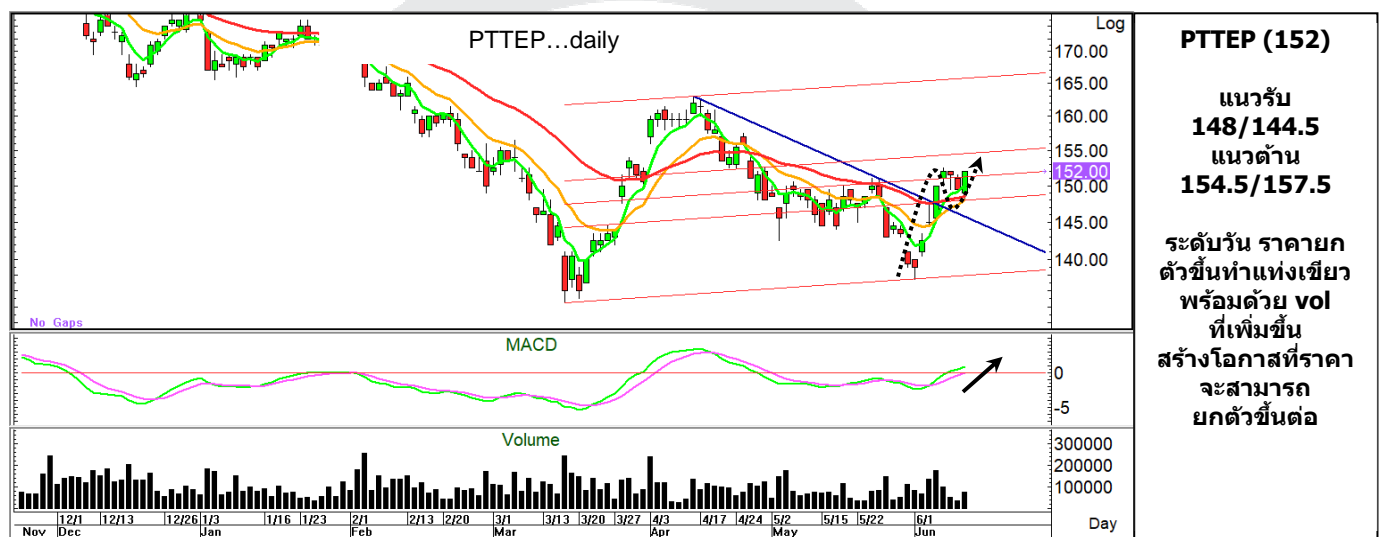 PTTEP...daily
Log
170.00
165.00
160.00
155.00
152.00
150.00
145.00
140.00
No Gaps
MACD
0
-5
Volume
300000
200000
100000
12/1 12/13 12/26 1/3 1/16 1/23 2/1 2/13 2/20 3/1 3/13 3/20 3/27 4/3 4/17 4/24 5/2 5/15 5/22 6/1
Nov Dec Jan Feb Mar Apr May Jun
Day
PTTEP (152)
แนวรับ
148/144.5
แนวต้าน
154.5/157.5
ระดับวัน ราคายก
ตัวขึ้นทำแท่งเขียว
พร้อมด้วย vol
ที่เพิ่มขึ้น
สร้างโอกาสที่ราคา
จะสามารถ
ยกตัวขึ้นต่อ